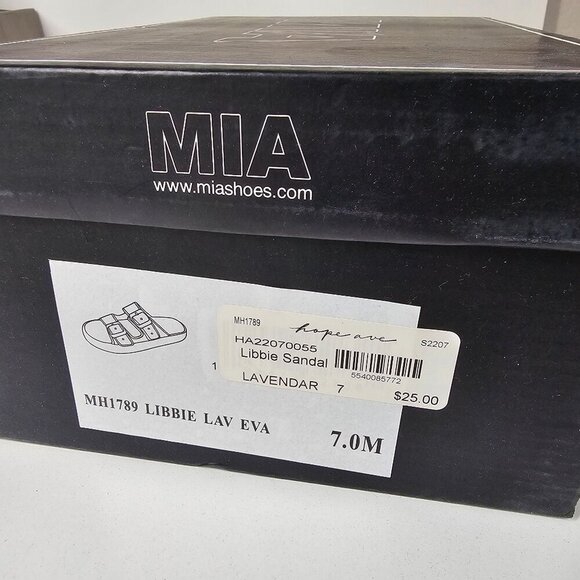 MIA
www.miashoes.com
MH1789
hope ave
S2207
HA22070055
Libbie Sandal
5540085772
LAVENDAR 7
$25.00
1
MH1789 LIBBIE LAV EVA
7.0M